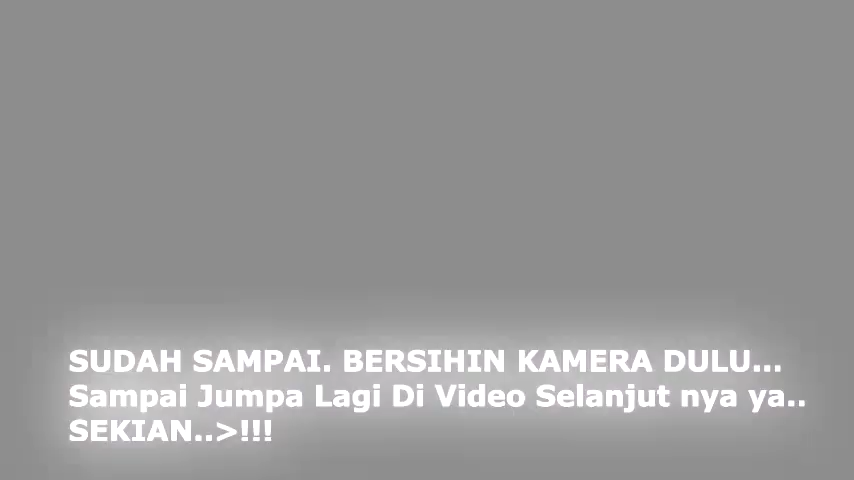 SUDAH SAMPAI. BERSIHIN KAMERA DULU...
Sampai Jumpa Lagi Di Video Selanjut nya ya..
SEKIAN..>!!!